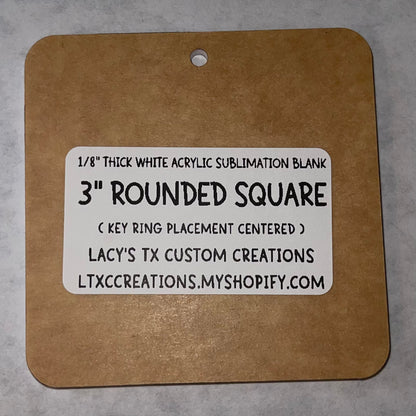 1/8" THICK WHITE ACRYLIC SUBLIMATION BLANK
3" ROUNDED SQUARE
( KEY RING PLACEMENT CENTERED )
LACY'S TX CUSTOM CREATIONS
LTXCCREATIONS.MYSHOPIFY.COM